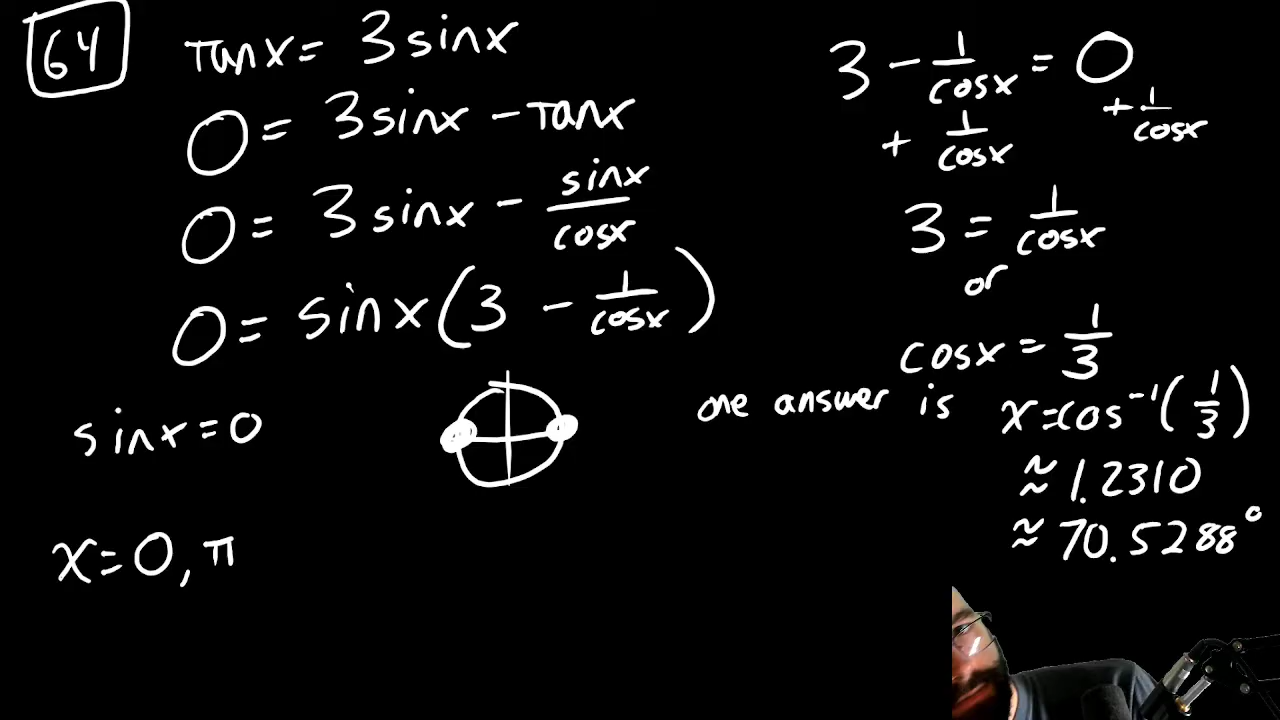 64
tanx = 3sinx
0 = 3sinx - tanx
0 = 3sinx - sinx/cosx
0 = sinx(3 - 1/cosx)
sinx = 0
x = 0, π
3 - 1/cosx = 0
+ 1/cosx + 1/cosx
3 = 1/cosx
or
cosx = 1/3
one answer is x = cos⁻¹(1/3)
≈ 1.2310
≈ 70.5288°